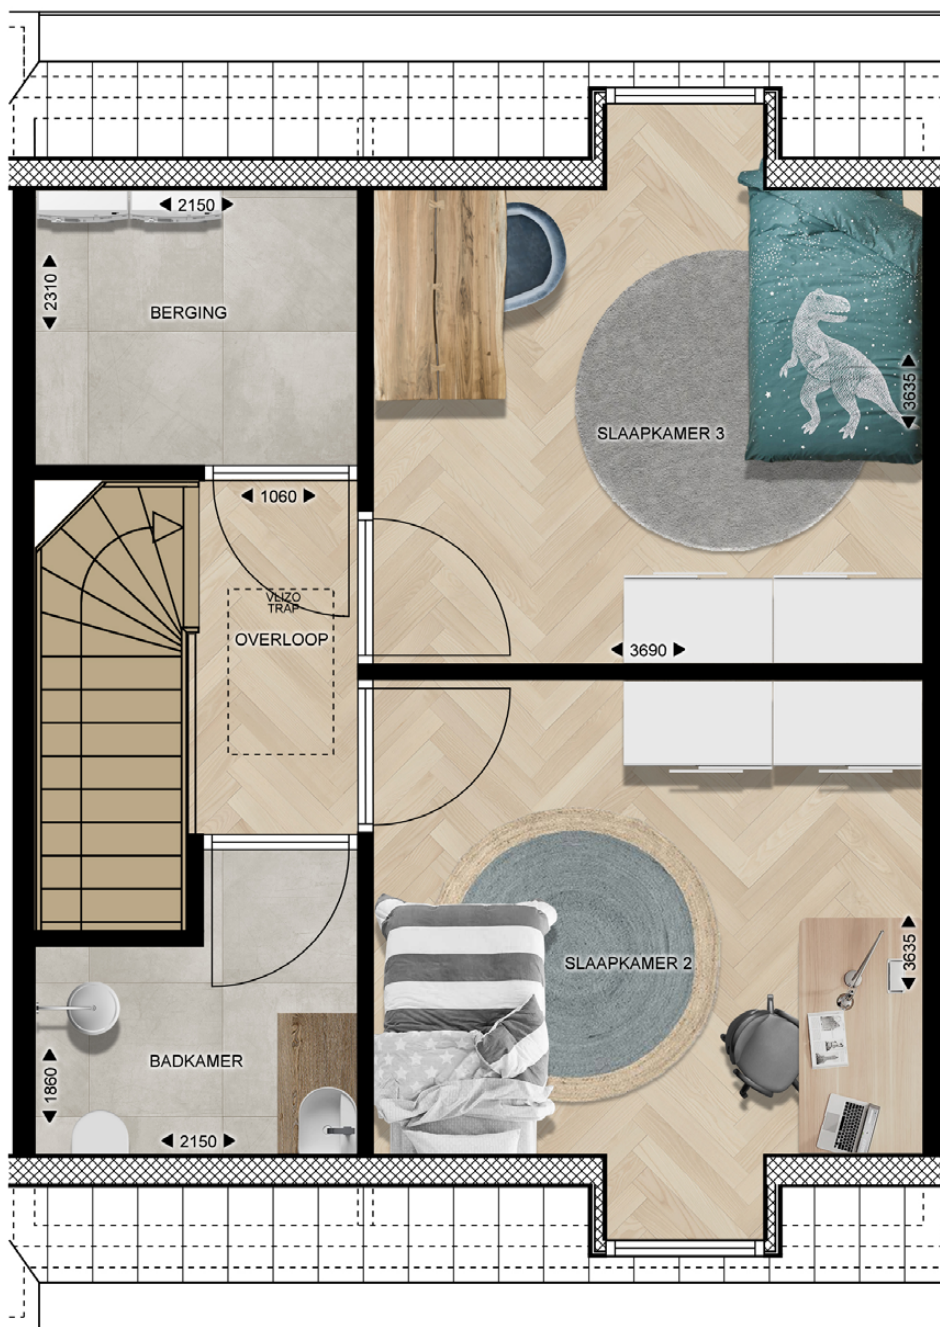 2150
2310
BERGING
3635
SLAAPKAMER 3
1060
VLIZO
TRAP
OVERLOOP
3690
3635
SLAAPKAMER 2
BADKAMER
1860
2150